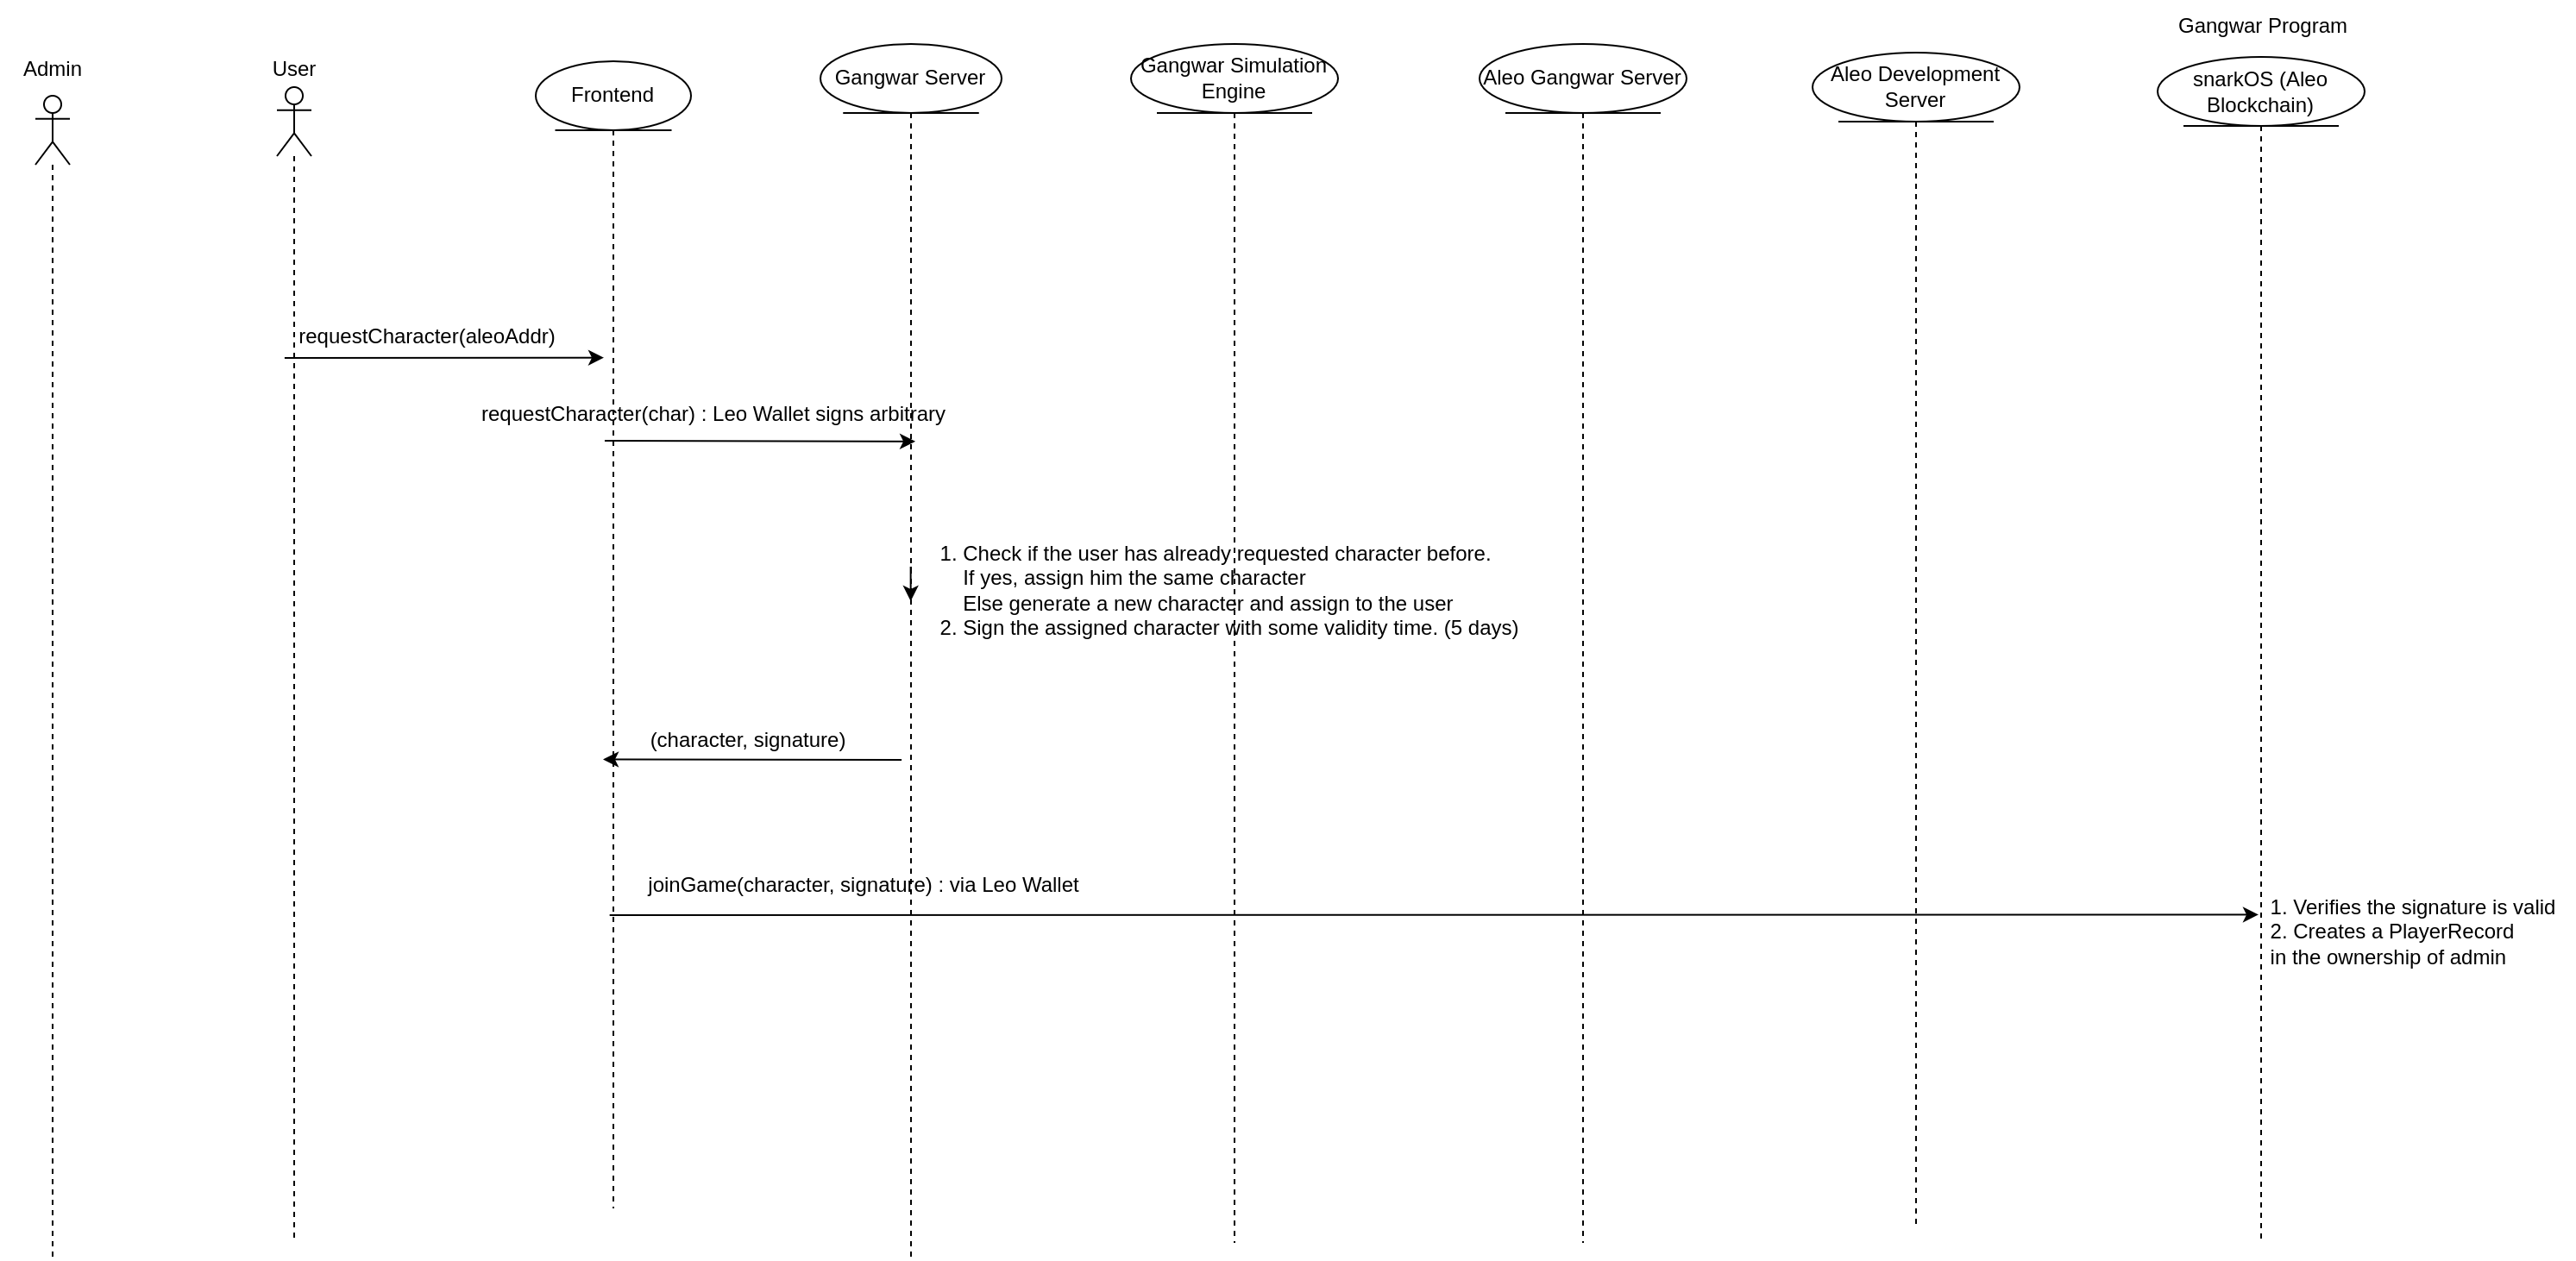 Gangwar Program
Admin
User
Frontend
Gangwar Server
Gangwar Simulation
Engine
Aleo Gangwar Server
Aleo Development
Server
snarkOS (Aleo
Blockchain)
requestCharacter(aleoAddr)
requestCharacter(char) : Leo Wallet signs arbitrary
1. Check if the user has already requested character before.
If yes, assign him the same character
Else generate a new character and assign to the user
2. Sign the assigned character with some validity time. (5 days)
(character, signature)
joinGame(character, signature) : via Leo Wallet
1. Verifies the signature is valid
2. Creates a PlayerRecord
in the ownership of admin